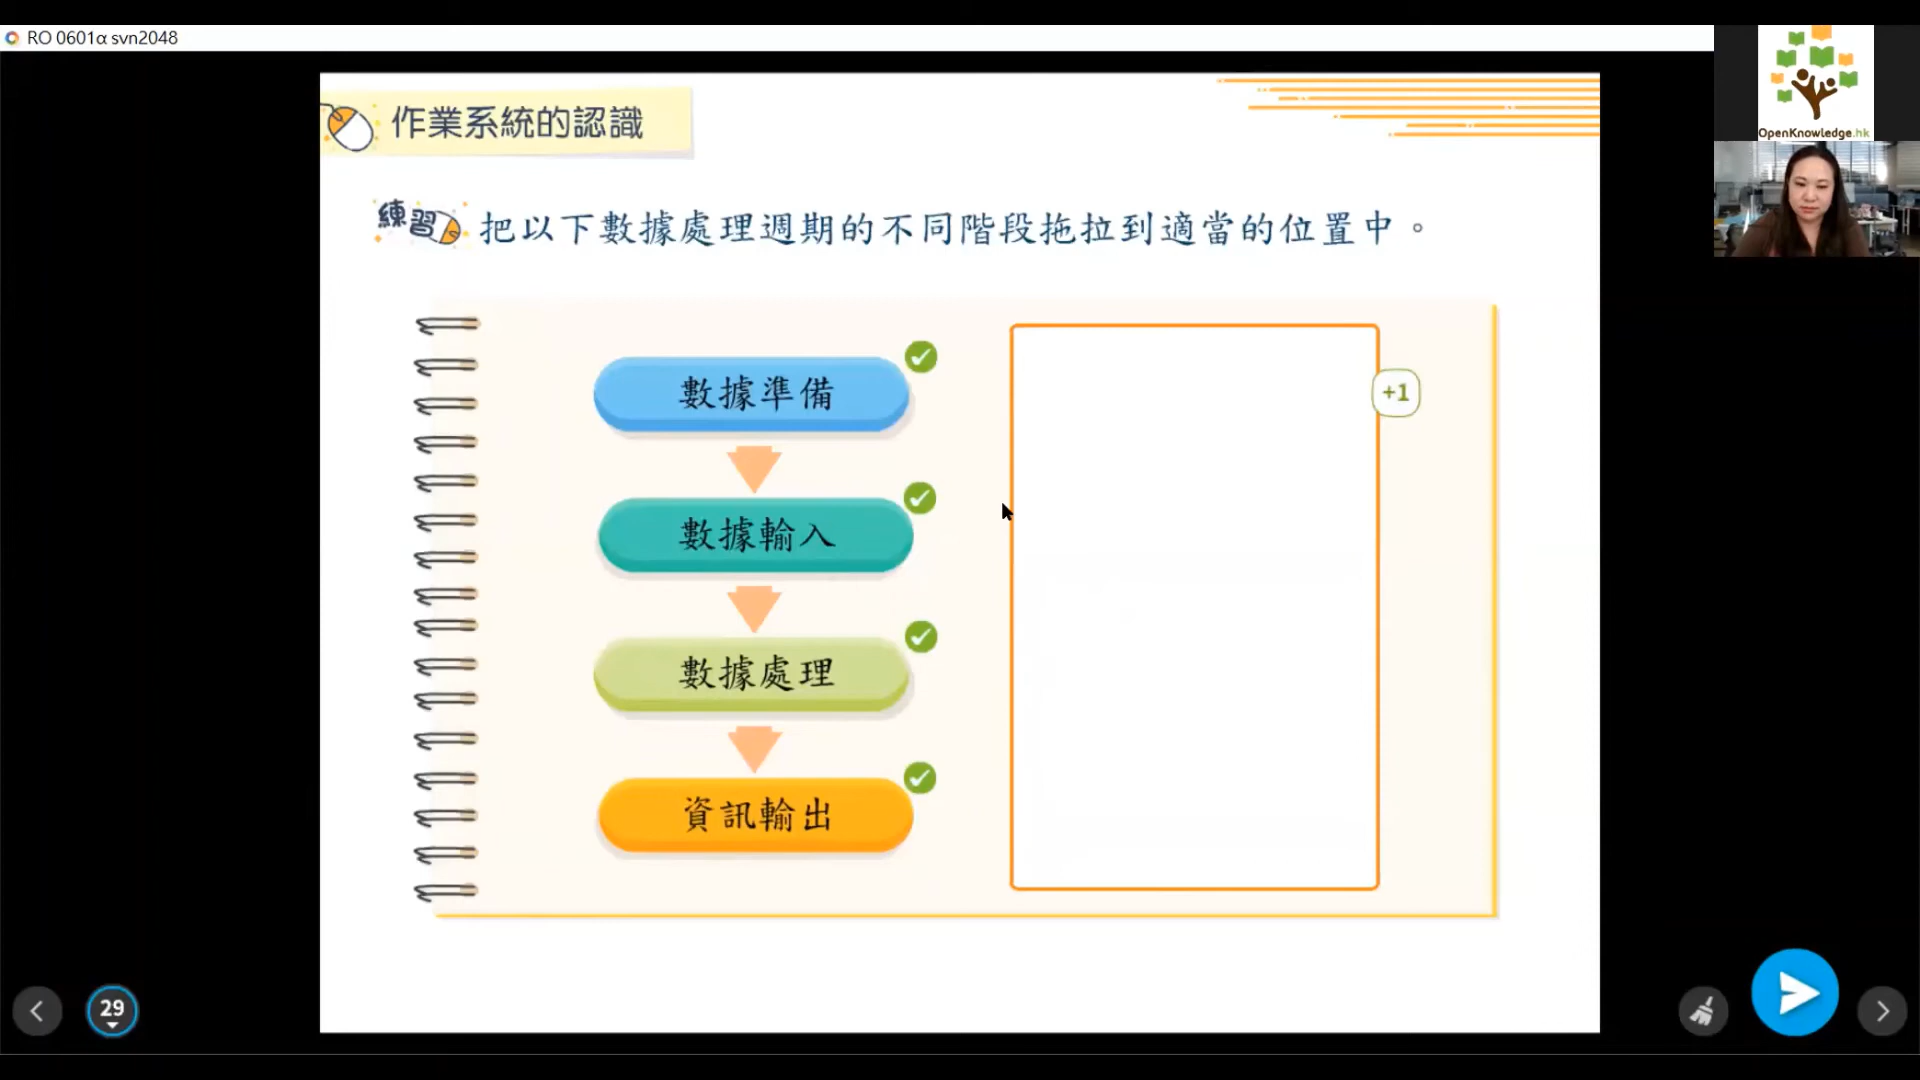 RO 0601α svn2048
OpenKnowledge.hk
作業系統的認識
練習 把以下數據處理週期的不同階段拖拉到適當的位置中。
數據準備
+1
數據輸入
數據處理
資訊輸出
29